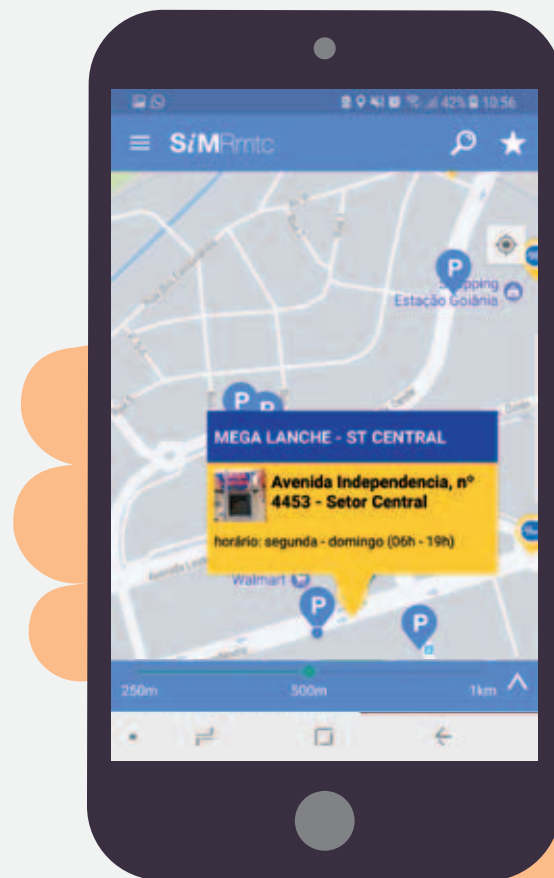 42% 10:56
SiMRmtc
P
Shopping
Estação Goiânia
P
P
MEGA LANCHE - ST CENTRAL
Avenida Independencia, nº
4453 - Setor Central
horário: segunda - domingo (06h - 19h)
Walmart
P
P
250m 500m 1km